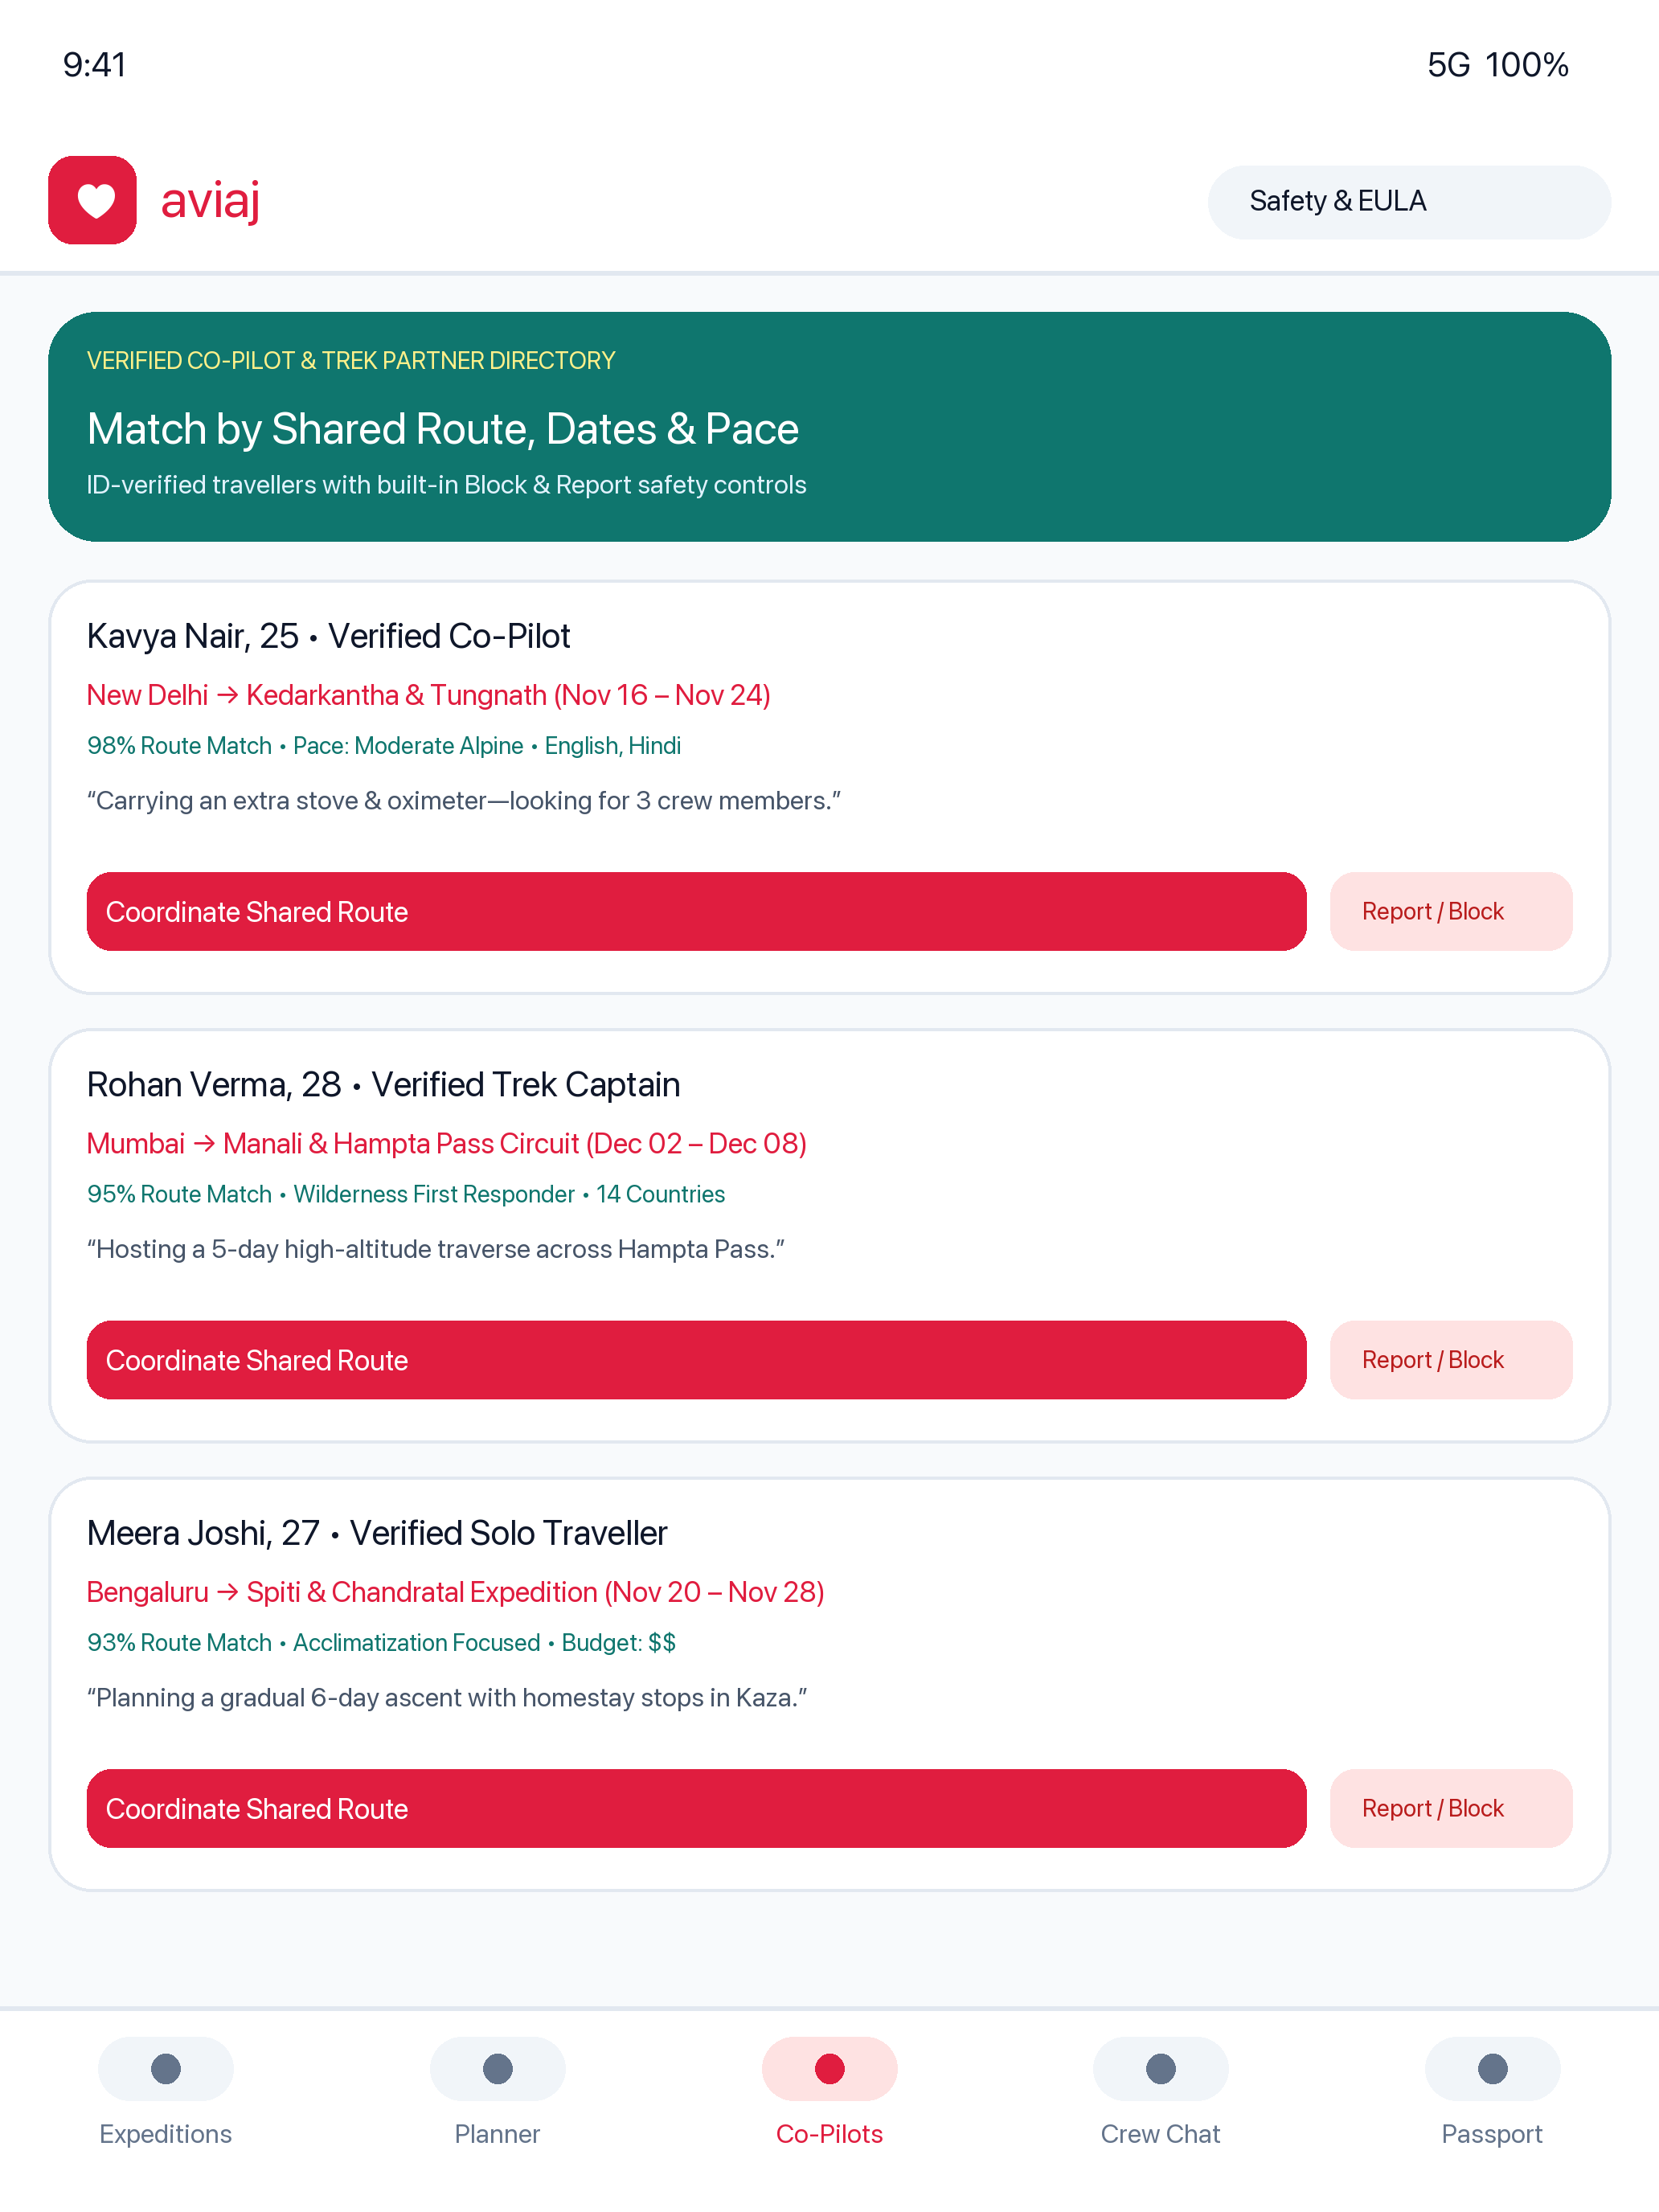 9:41
5G 100%
aviaj
Safety & EULA
VERIFIED CO-PILOT & TREK PARTNER DIRECTORY
Match by Shared Route, Dates & Pace
ID-verified travellers with built-in Block & Report safety controls
Kavya Nair, 25 • Verified Co-Pilot
New Delhi → Kedarkantha & Tungnath (Nov 16 – Nov 24)
98% Route Match • Pace: Moderate Alpine • English, Hindi
“Carrying an extra stove & oximeter—looking for 3 crew members.”
Coordinate Shared Route
Report / Block
Rohan Verma, 28 • Verified Trek Captain
Mumbai → Manali & Hampta Pass Circuit (Dec 02 – Dec 08)
95% Route Match • Wilderness First Responder • 14 Countries
“Hosting a 5-day high-altitude traverse across Hampta Pass.”
Coordinate Shared Route
Report / Block
Meera Joshi, 27 • Verified Solo Traveller
Bengaluru → Spiti & Chandratal Expedition (Nov 20 – Nov 28)
93% Route Match • Acclimatization Focused • Budget: $$
“Planning a gradual 6-day ascent with homestay stops in Kaza.”
Coordinate Shared Route
Report / Block
Expeditions
Planner
Co-Pilots
Crew Chat
Passport